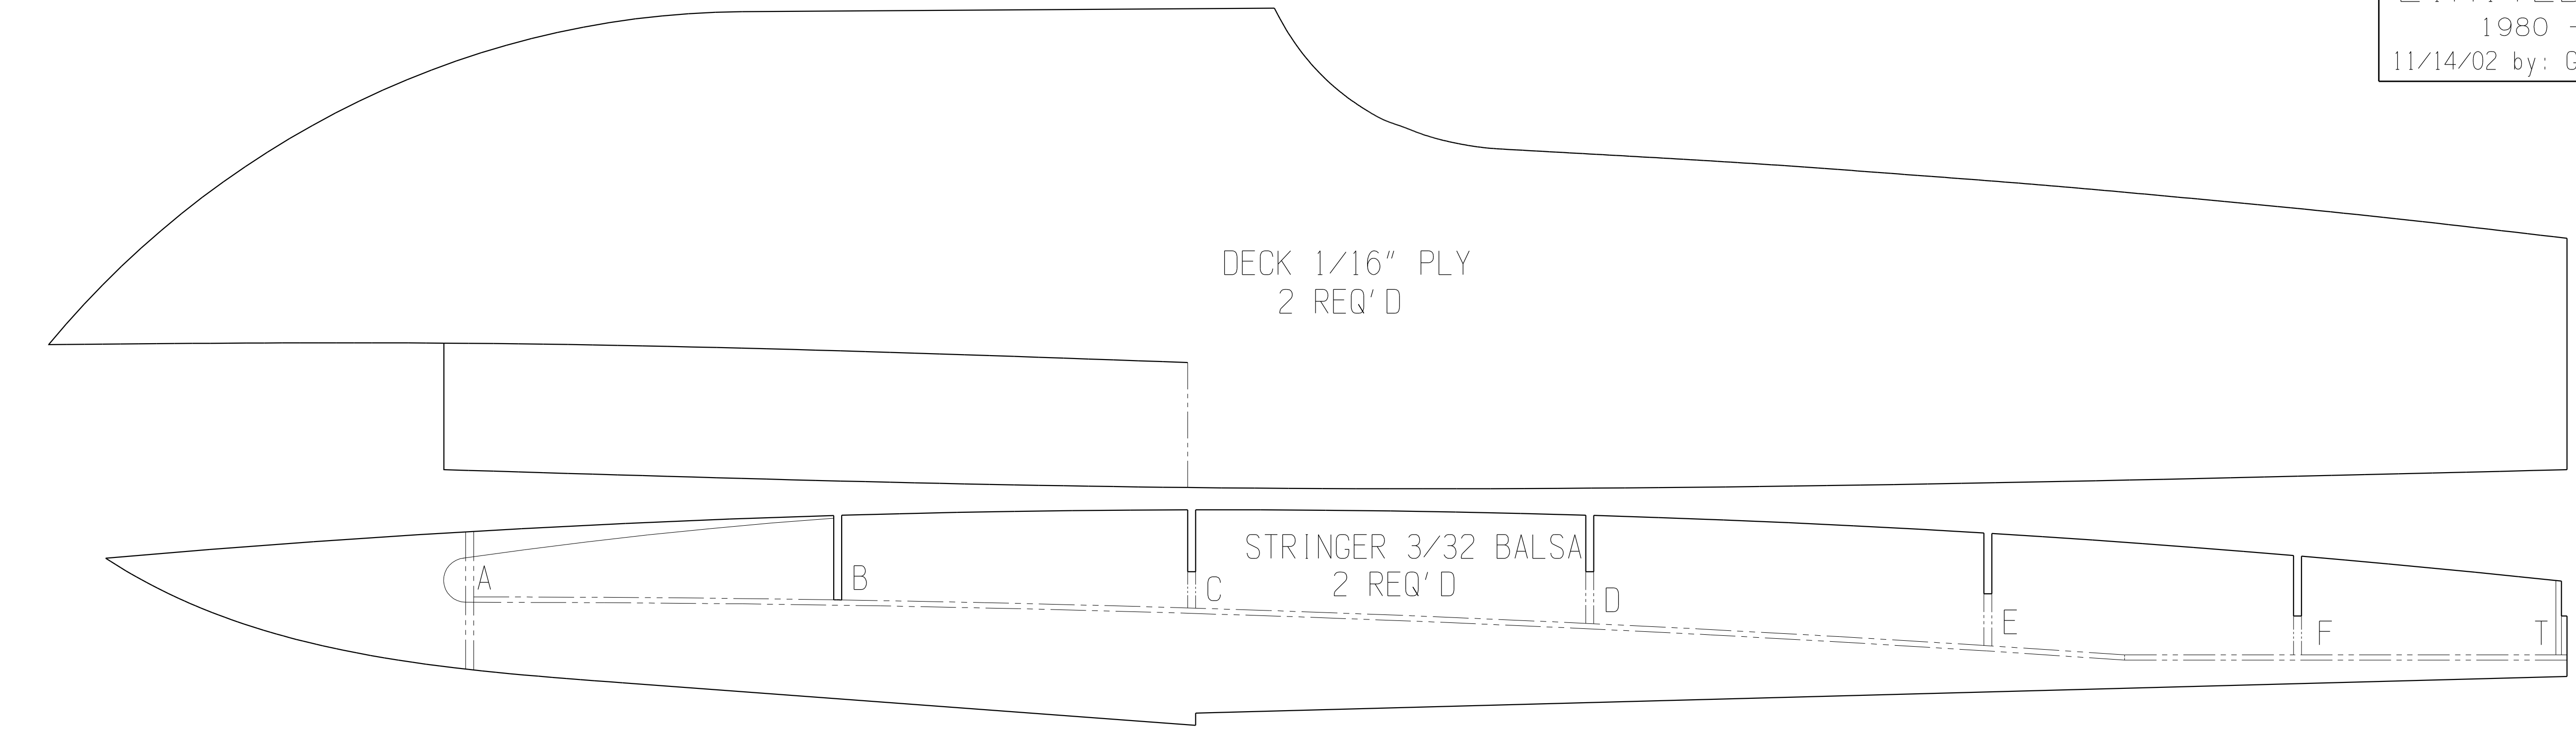 1980 -
11/14/02 by: G
DECK 1/16" PLY
2 REQ'D
STRINGER 3/32 BALSA
2 REQ'D
A
B
C
D
E
F
T